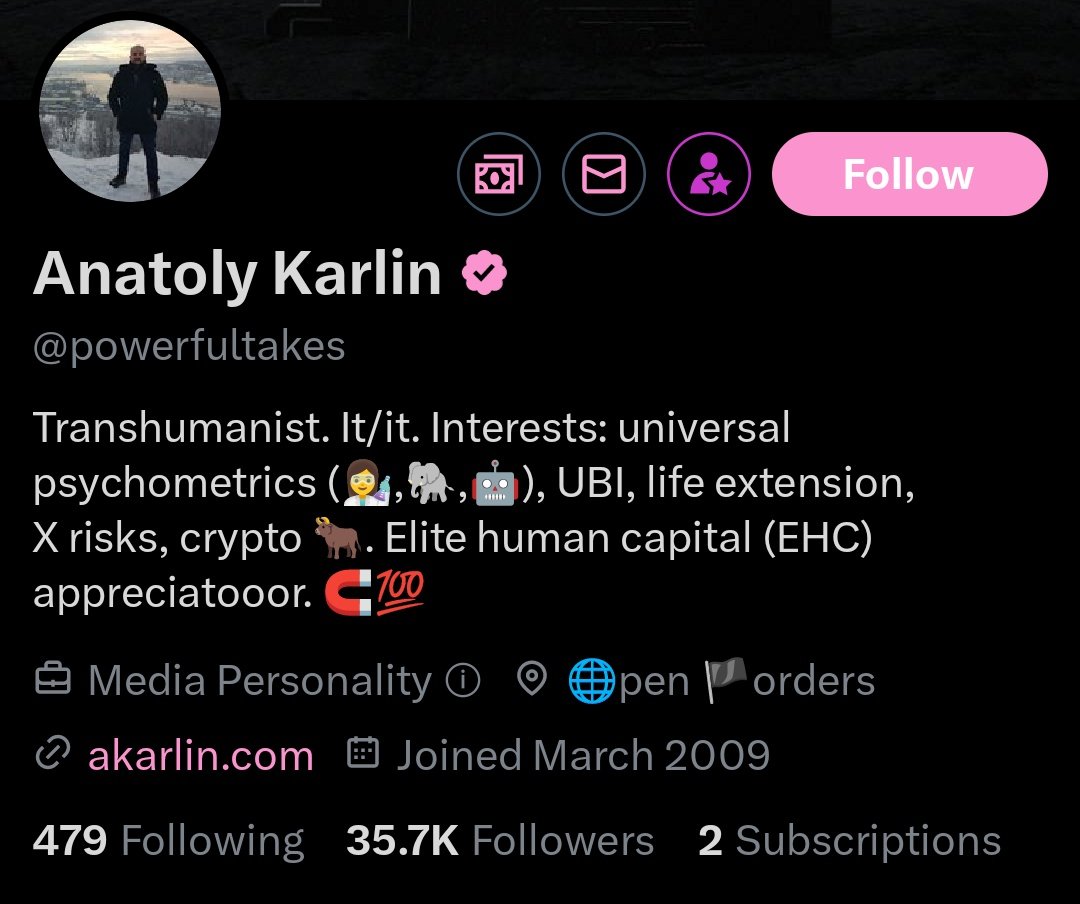 Follow
Anatoly Karlin
@powerfultakes
Transhumanist. It/it. Interests: universal
psychometrics (👩‍🔬,🐘,🤖), UBI, life extension,
X risks, crypto 🐂. Elite human capital (EHC)
appreciatooor. 🧲💯
Media Personality 🌐pen 🏴orders
akarlin.com Joined March 2009
479 Following 35.7K Followers 2 Subscriptions